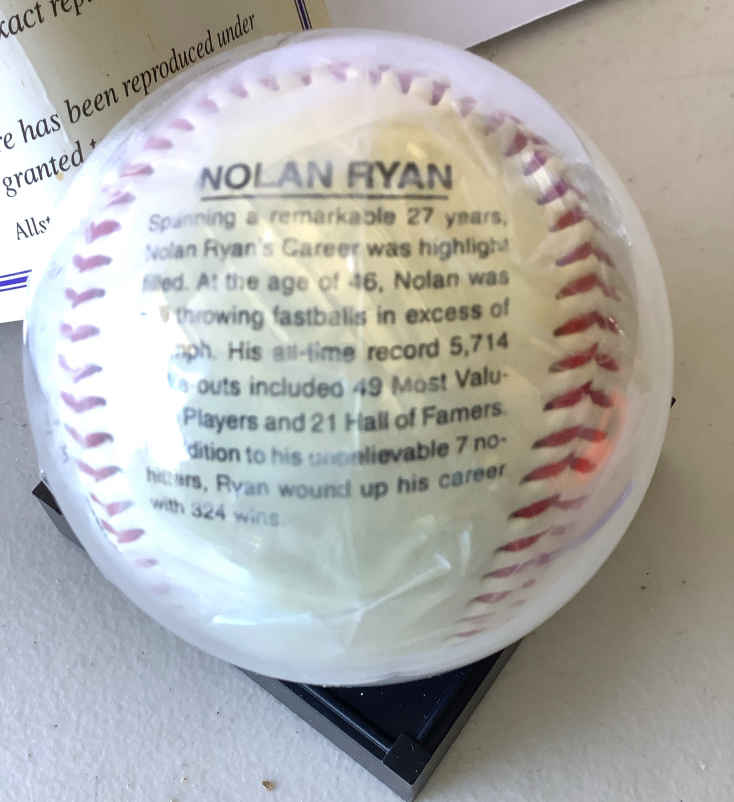 xact rep
re has been reproduced under
granted t
Alls
NOLAN RYAN
Spanning a remarkable 27 years,
Nolan Ryan's Career was highlight
filled. At the age of 46, Nolan was
throwing fastballs in excess of
mph. His all-time record 5,714
outs included 49 Most Valu-
Players and 21 Hall of Famers.
dition to his unbelievable 7 no-
hitters, Ryan wound up his career
with 324 wins.